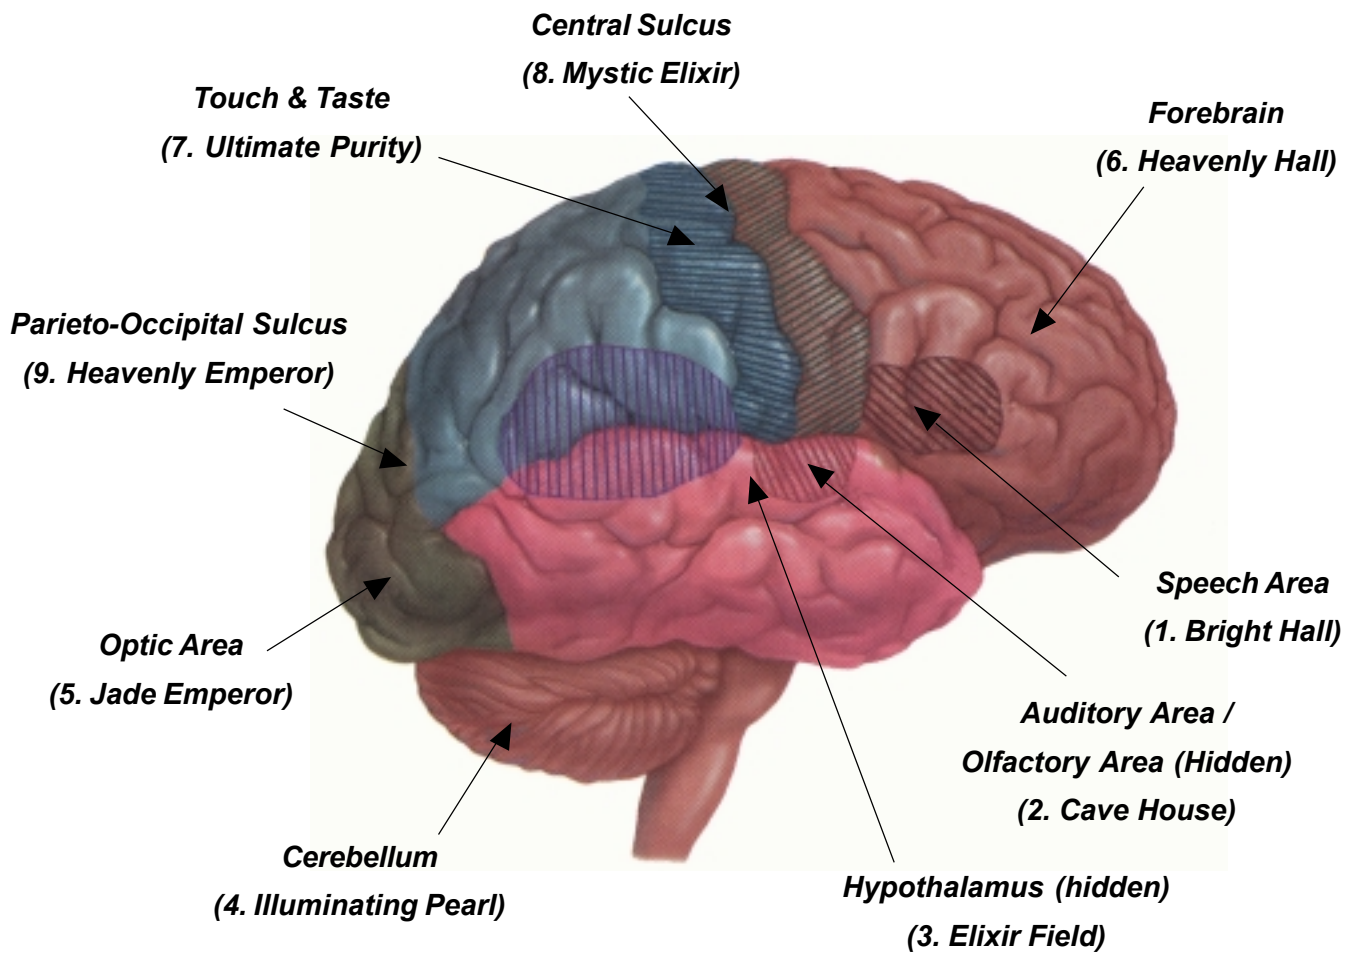 Central Sulcus
(8. Mystic Elixir)
Touch & Taste
(7. Ultimate Purity)
Forebrain
(6. Heavenly Hall)
Parieto-Occipital Sulcus
(9. Heavenly Emperor)
Speech Area
(1. Bright Hall)
Optic Area
(5. Jade Emperor)
Auditory Area /
Olfactory Area (Hidden)
(2. Cave House)
Cerebellum
(4. Illuminating Pearl)
Hypothalamus (hidden)
(3. Elixir Field)